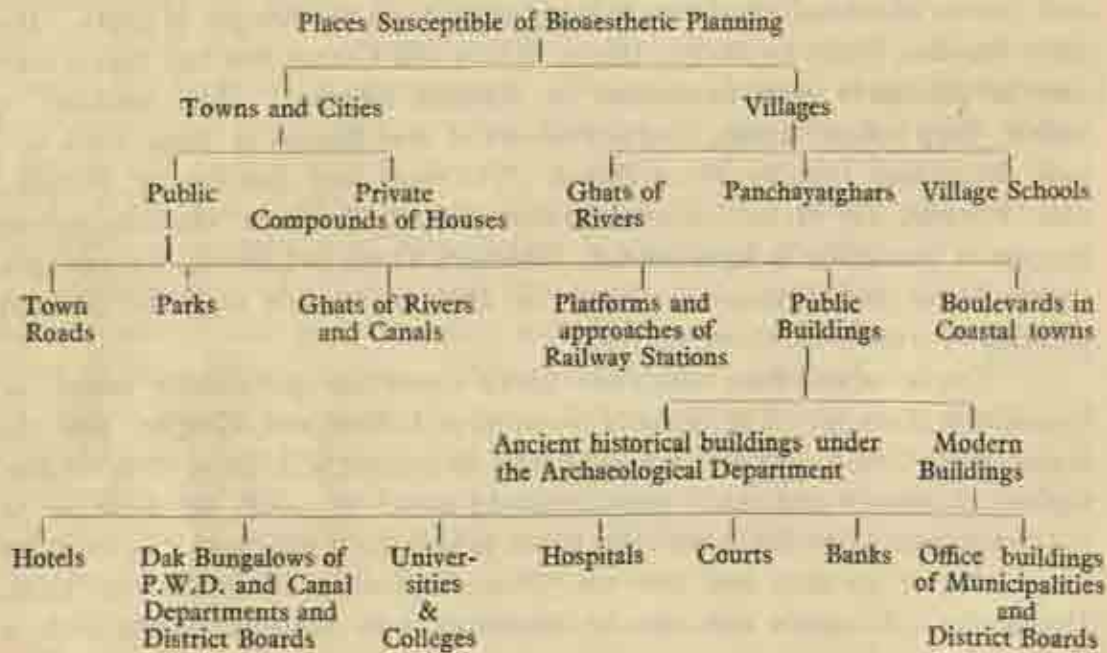 Places Susceptible of Bioaesthetic Planning
Towns and Cities
Villages
Public
Private
Compounds of Houses
Ghats of
Rivers
Panchayatghars
Village Schools
Town
Roads
Parks
Ghats of Rivers
and Canals
Platforms and
approaches of
Railway Stations
Public
Buildings
Boulevards in
Coastal towns
Ancient historical buildings under
the Archaeological Department
Modern
Buildings
Hotels
Dak Bungalows of
P.W.D. and Canal
Departments and
District Boards
Univer-
sities
&
Colleges
Hospitals
Courts
Banks
Office buildings
of Municipalities
and
District Boards